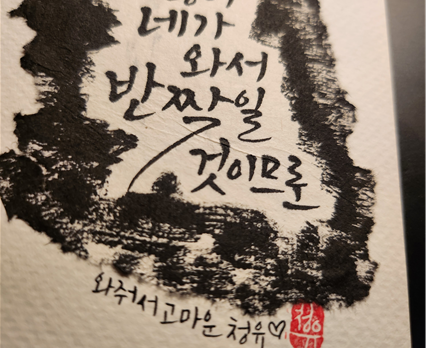 네가
와서
반짝일
것이므로
와줘서고마운 청유♡